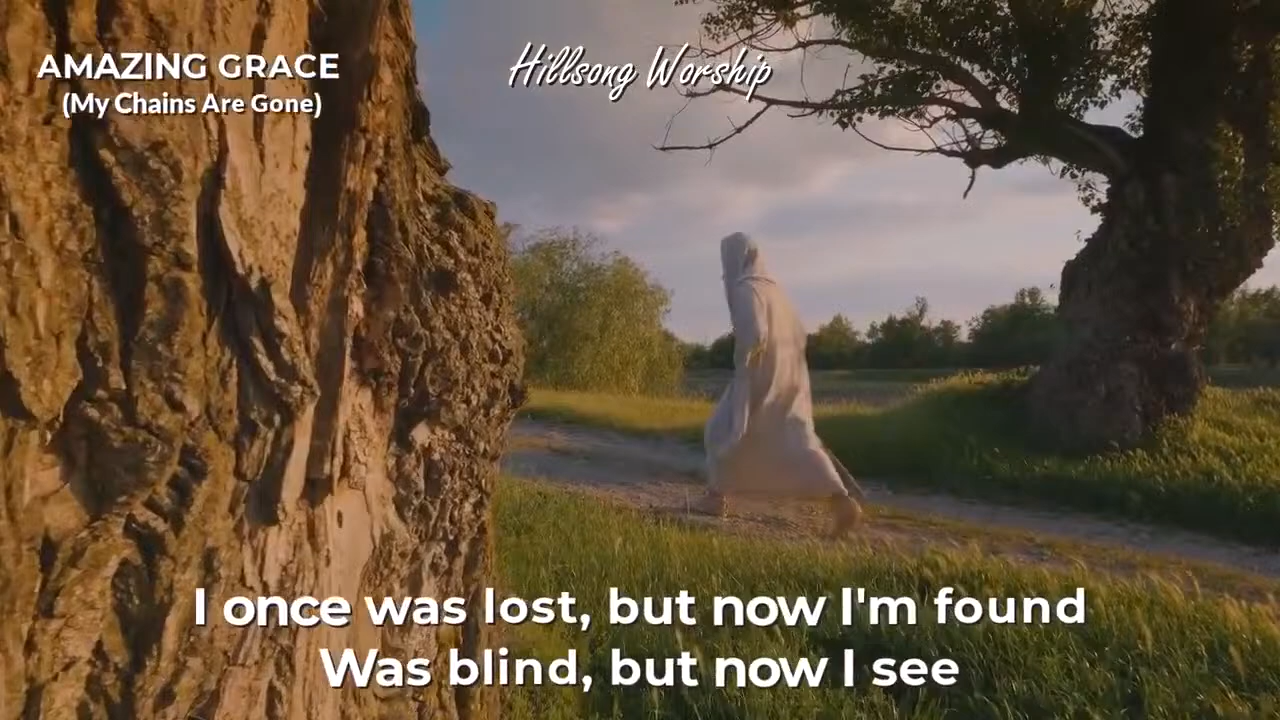 AMAZING GRACE
(My Chains Are Gone)
Hillsong Worship
I once was lost, but now I'm found
Was blind, but now I see